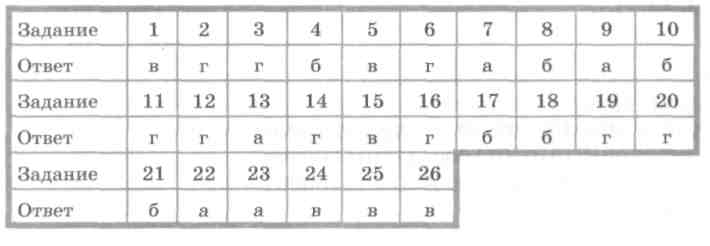 Задание 1 2 3 4 5 6 7 8 9 10
Ответ в г г б в г а б а б
Задание 11 12 13 14 15 16 17 18 19 20
Ответ г г а г в г б б г г
Задание 21 22 23 24 25 26
Ответ б а а в в в